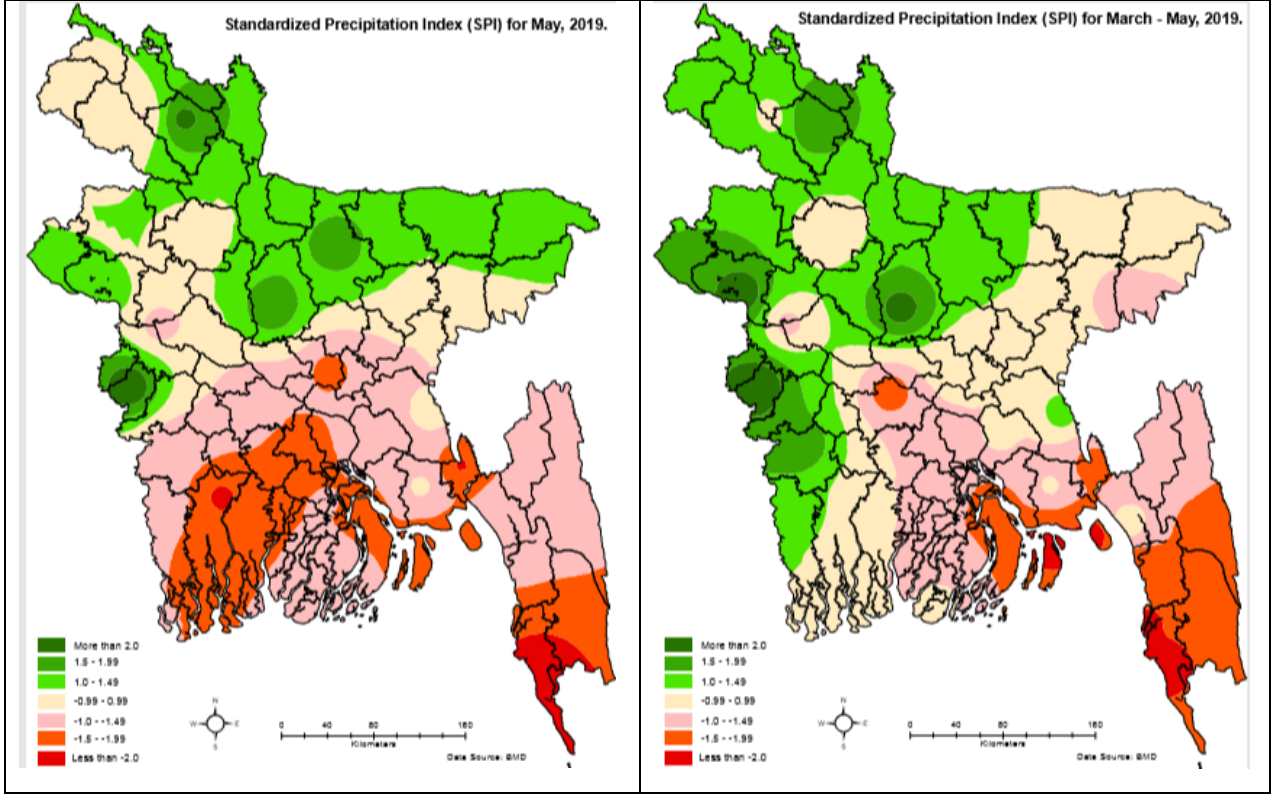 Standardized Precipitation Index (SPI) for May, 2019.
More than 2.0
1.5 - 1.99
1.0 - 1.49
-0.99 - 0.99
-1.0 - -1.49
-1.5 - -1.99
Less than -2.0
N
W E
S
0 40 80 160
Kilometers
Data Source: BMD
Standardized Precipitation Index (SPI) for March - May, 2019.
More than 2.0
1.5 - 1.99
1.0 - 1.49
-0.99 - 0.99
-1.0 - -1.49
-1.5 - -1.99
Less than -2.0
N
W E
S
0 40 80 160
Kilometers
Data Source: BMD